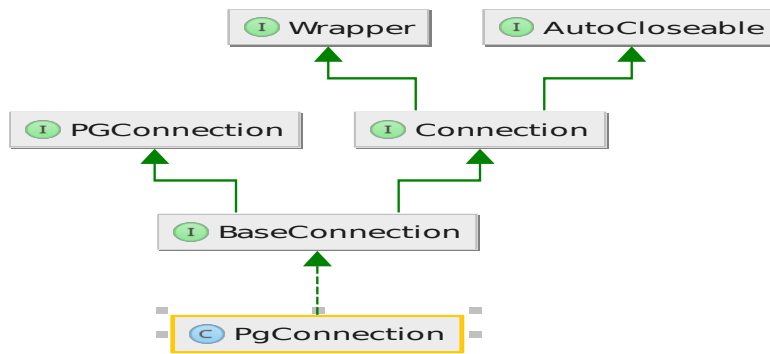 I Wrapper
I AutoCloseable
I PGConnection
I Connection
I BaseConnection
C PgConnection